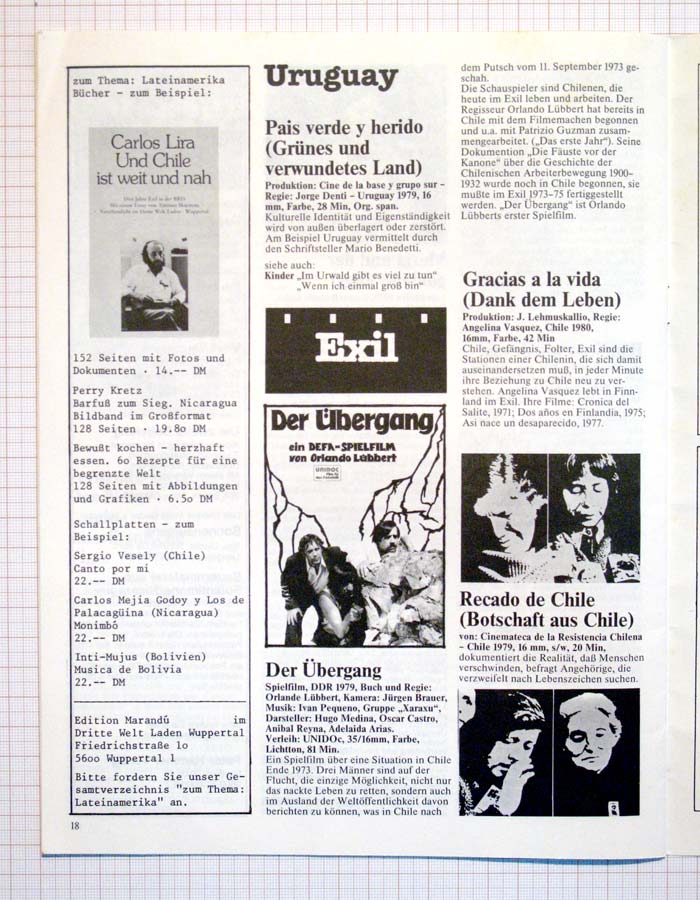 zum Thema: Lateinamerika
Bücher - zum Beispiel:
Carlos Lira
Und Chile
ist weit und nah
152 Seiten mit Fotos und
Dokumenten · 14.-- DM
Perry Kretz
Barfuß zum Sieg. Nicaragua
Bildband im Großformat
128 Seiten · 19.8o DM
Bewußt kochen - herzhaft
essen. 6o Rezepte für eine
begrenzte Welt
128 Seiten mit Abbildungen
und Grafiken · 6.5o DM
Schallplatten - zum
Beispiel:
Sergio Vesely (Chile)
Canto por mi
22.-- DM
Carlos Mejia Godoy y Los de
Palacagüina (Nicaragua)
Monimbó
22.-- DM
Inti-Mujus (Bolivien)
Musica de Bolivia
22.-- DM
Edition Marandú im
Dritte Welt Laden Wuppertal
Friedrichstraße 1o
56oo Wuppertal 1
Bitte fordern Sie unser Ge-
samtverzeichnis "zum Thema:
Lateinamerika" an.
18
Uruguay
Pais verde y herido
(Grünes und
verwundetes Land)
Produktion: Cine de la base y grupo sur –
Regie: Jorge Denti – Uruguay 1979, 16
mm, Farbe, 28 Min, Org. span.
Kulturelle Identität und Eigenständigkeit
wird von außen überlagert oder zerstört.
Am Beispiel Uruguay vermittelt durch
den Schriftsteller Mario Benedetti.
siehe auch:
Kinder „Im Urwald gibt es viel zu tun“
„Wenn ich einmal groß bin“
Exil
Der Übergang
ein DEFA-SPIELFILM
von Orlando Lübbert
UNIDOC
Der Übergang
Spielfilm, DDR 1979, Buch und Regie:
Orlande Lübbert, Kamera: Jürgen Brauer,
Musik: Ivan Pequeno, Gruppe „Xaraxu“,
Darsteller: Hugo Medina, Oscar Castro,
Anibal Reyna, Adelaida Arias.
Verleih: UNIDOc, 35/16mm, Farbe,
Lichtton, 81 Min.
Ein Spielfilm über eine Situation in Chile
Ende 1973. Drei Männer sind auf der
Flucht, die einzige Möglichkeit, nicht nur
das nackte Leben zu retten, sondern auch
im Ausland der Weltöffentlichkeit davon
berichten zu können, was in Chile nach
dem Putsch vom 11. September 1973 ge-
schah.
Die Schauspieler sind Chilenen, die
heute im Exil leben und arbeiten. Der
Regisseur Orlando Lübbert hat bereits in
Chile mit dem Filmemachen begonnen
und u.a. mit Patrizio Guzman zusam-
mengearbeitet. („Das erste Jahr“). Seine
Dokumention „Die Fäuste vor der
Kanone“ über die Geschichte der
Chilenischen Arbeiterbewegung 1900–
1932 wurde noch in Chile begonnen, sie
mußte im Exil 1973–75 fertiggestellt
werden. „Der Übergang“ ist Orlando
Lübberts erster Spielfilm.
Gracias a la vida
(Dank dem Leben)
Produktion: J. Lehmuskallio, Regie:
Angelina Vasquez, Chile 1980,
16mm, Farbe, 42 Min
Chile, Gefängnis, Folter, Exil sind die
Stationen einer Chilenin, die sich damit
auseinandersetzen muß, in jeder Minute
ihre Beziehung zu Chile neu zu ver-
stehen. Angelina Vasquez lebt in Finn-
land im Exil. Ihre Filme: Cronica del
Salite, 1971; Dos años en Finlandia, 1975;
Asi nace un desaparecido, 1977.
Recado de Chile
(Botschaft aus Chile)
von: Cinemateca de la Resistencia Chilena
– Chile 1979, 16 mm, s/w, 20 Min,
dokumentiert die Realität, daß Menschen
verschwinden, befragt Angehörige, die
verzweifelt nach Lebenszeichen suchen.